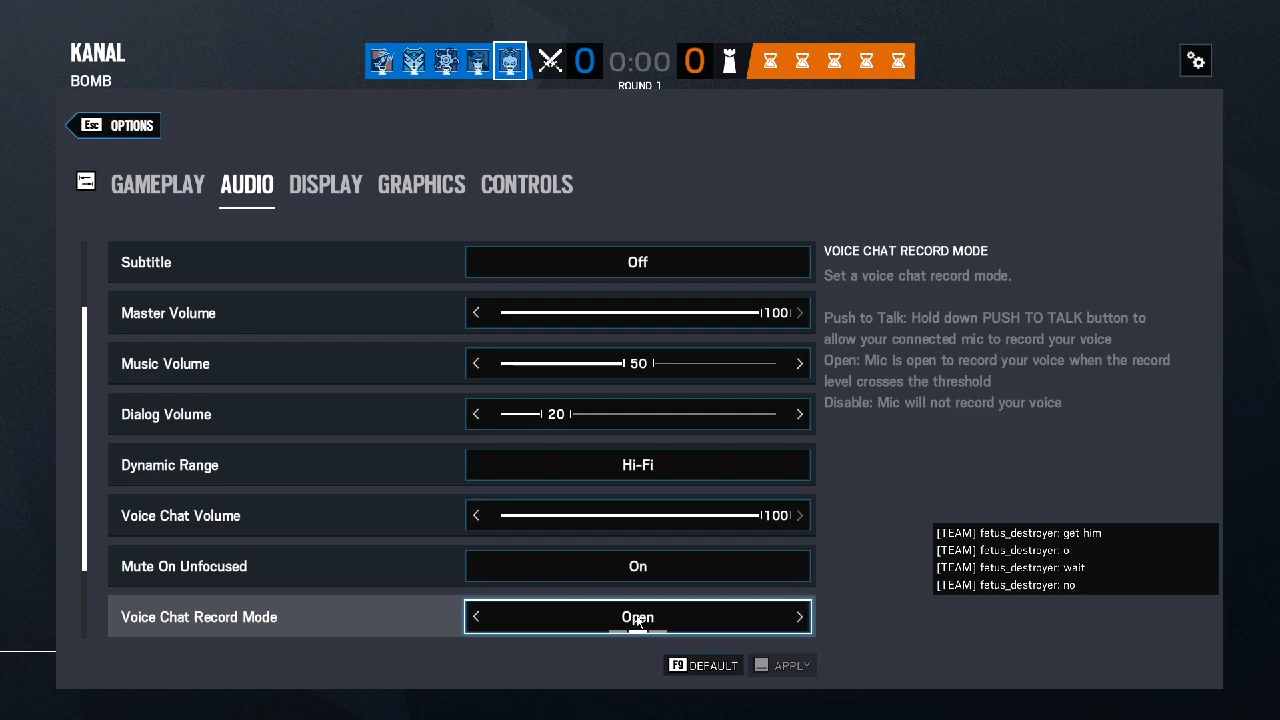 KANAL
BOMB
0 0:00 0
ROUND 1
Esc OPTIONS
GAMEPLAY AUDIO DISPLAY GRAPHICS CONTROLS
Subtitle Off
Master Volume 100
Music Volume 50
Dialog Volume 20
Dynamic Range Hi-Fi
Voice Chat Volume 100
Mute On Unfocused On
Voice Chat Record Mode Open
VOICE CHAT RECORD MODE
Set a voice chat record mode.
Push to Talk: Hold down PUSH TO TALK button to
allow your connected mic to record your voice
Open: Mic is open to record your voice when the record
level crosses the threshold
Disable: Mic will not record your voice
[TEAM] fetus_destroyer: get him
[TEAM] fetus_destroyer: o
[TEAM] fetus_destroyer: wait
[TEAM] fetus_destroyer: no
F9 DEFAULT APPLY